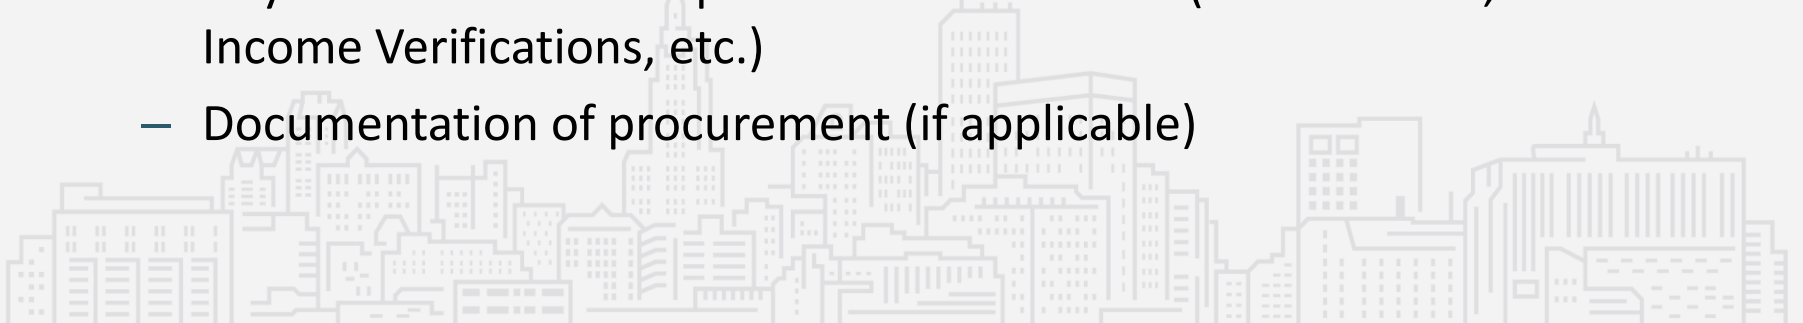 Income Verifications, etc.)
– Documentation of procurement (if applicable)